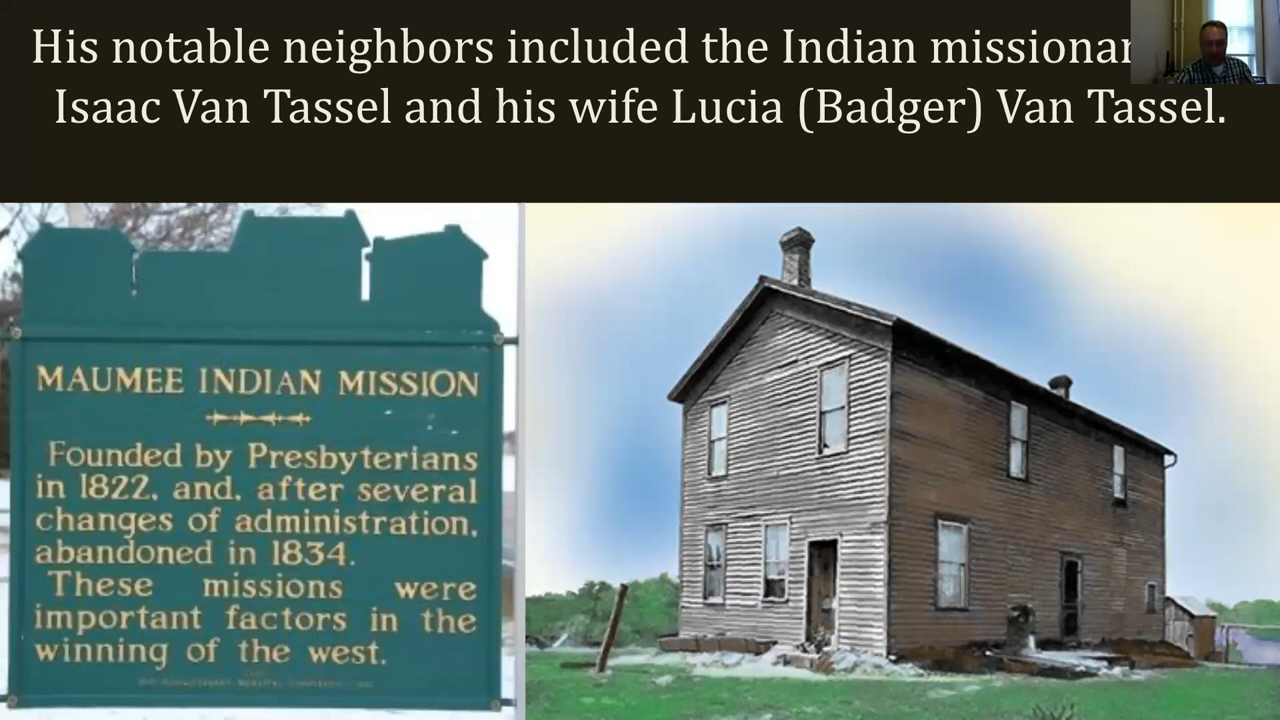 His notable neighbors included the Indian
Isaac Van Tassel and his wife Lucia (Badger) Van Tassel.
MAUMEE INDIAN MISSION
Founded by Presbyterians
in 1822, and, after several
changes of administration,
abandoned in 1834.
These missions were
important factors in the
winning of the west.